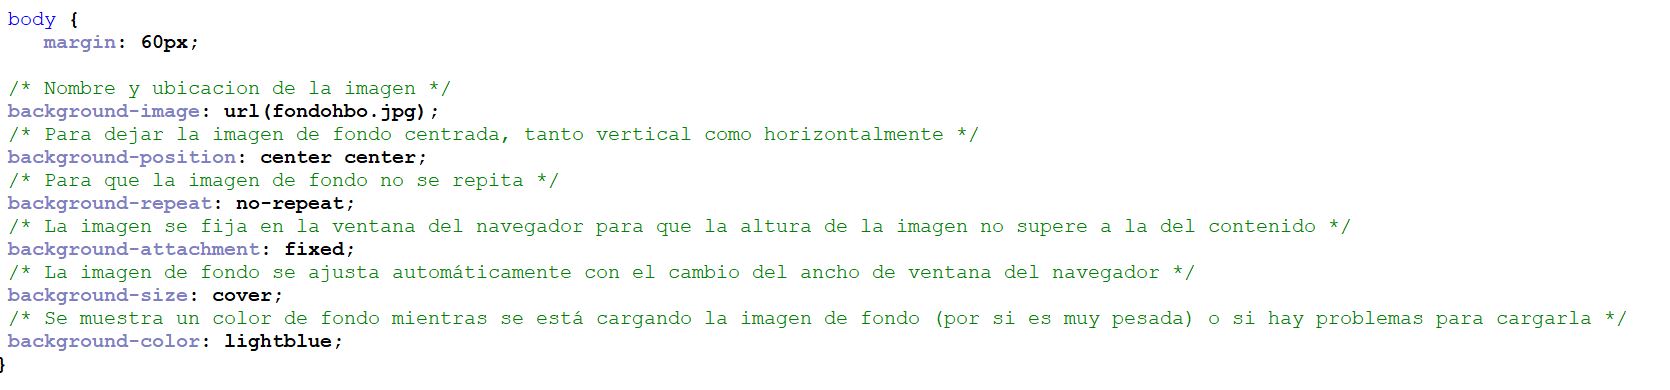 body {
margin: 60px;
/* Nombre y ubicacion de la imagen */
background-image: url(fondohbo.jpg);
/* Para dejar la imagen de fondo centrada, tanto vertical como horizontalmente */
background-position: center center;
/* Para que la imagen de fondo no se repita */
background-repeat: no-repeat;
/* La imagen se fija en la ventana del navegador para que la altura de la imagen no supere a la del contenido */
background-attachment: fixed;
/* La imagen de fondo se ajusta automáticamente con el cambio del ancho de ventana del navegador */
background-size: cover;
/* Se muestra un color de fondo mientras se está cargando la imagen de fondo (por si es muy pesada) o si hay problemas para cargarla */
background-color: lightblue;
}